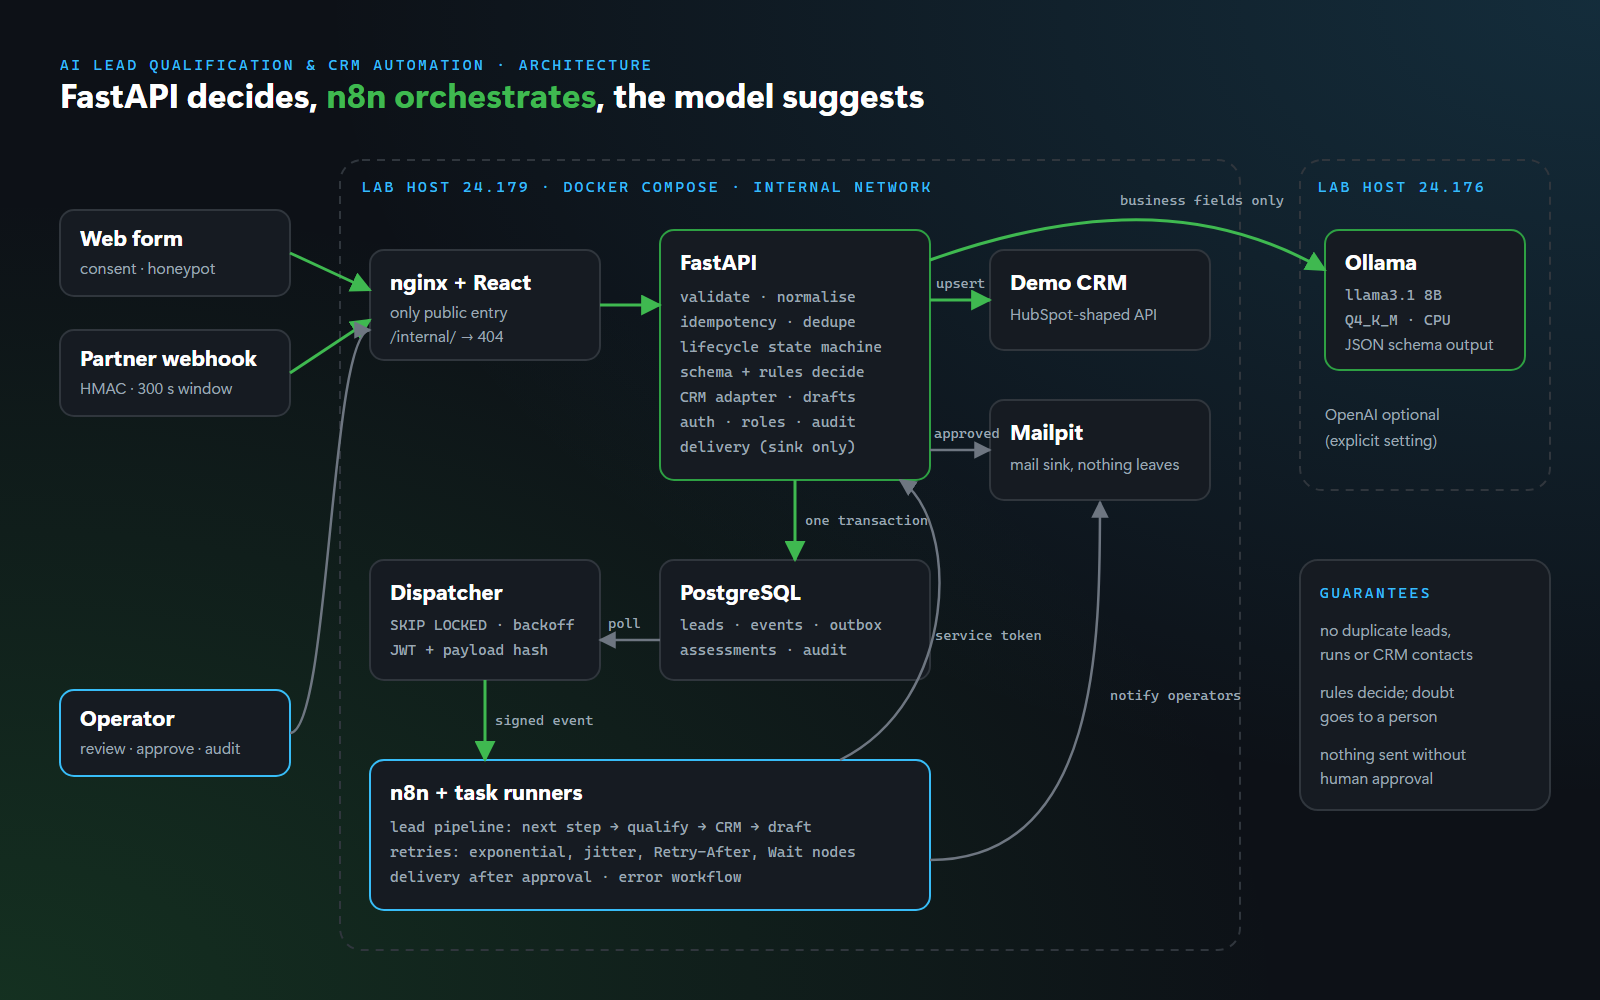 AI LEAD QUALIFICATION & CRM AUTOMATION · ARCHITECTURE
FastAPI decides, n8n orchestrates, the model suggests
LAB HOST 24.179 · DOCKER COMPOSE · INTERNAL NETWORK
LAB HOST 24.176
business fields only
Web form
consent · honeypot
Partner webhook
HMAC · 300 s window
Operator
review · approve · audit
nginx + React
only public entry
/internal/ → 404
FastAPI
validate · normalise
idempotency · dedupe
lifecycle state machine
schema + rules decide
CRM adapter · drafts
auth · roles · audit
delivery (sink only)
upsert
Demo CRM
HubSpot-shaped API
approved
Mailpit
mail sink, nothing leaves
Ollama
llama3.1 8B
Q4_K_M · CPU
JSON schema output
OpenAI optional
(explicit setting)
one transaction
Dispatcher
SKIP LOCKED · backoff
JWT + payload hash
poll
PostgreSQL
leads · events · outbox
assessments · audit
service token
notify operators
signed event
n8n + task runners
lead pipeline: next step → qualify → CRM → draft
retries: exponential, jitter, Retry-After, Wait nodes
delivery after approval · error workflow
GUARANTEES
no duplicate leads,
runs or CRM contacts
rules decide; doubt
goes to a person
nothing sent without
human approval